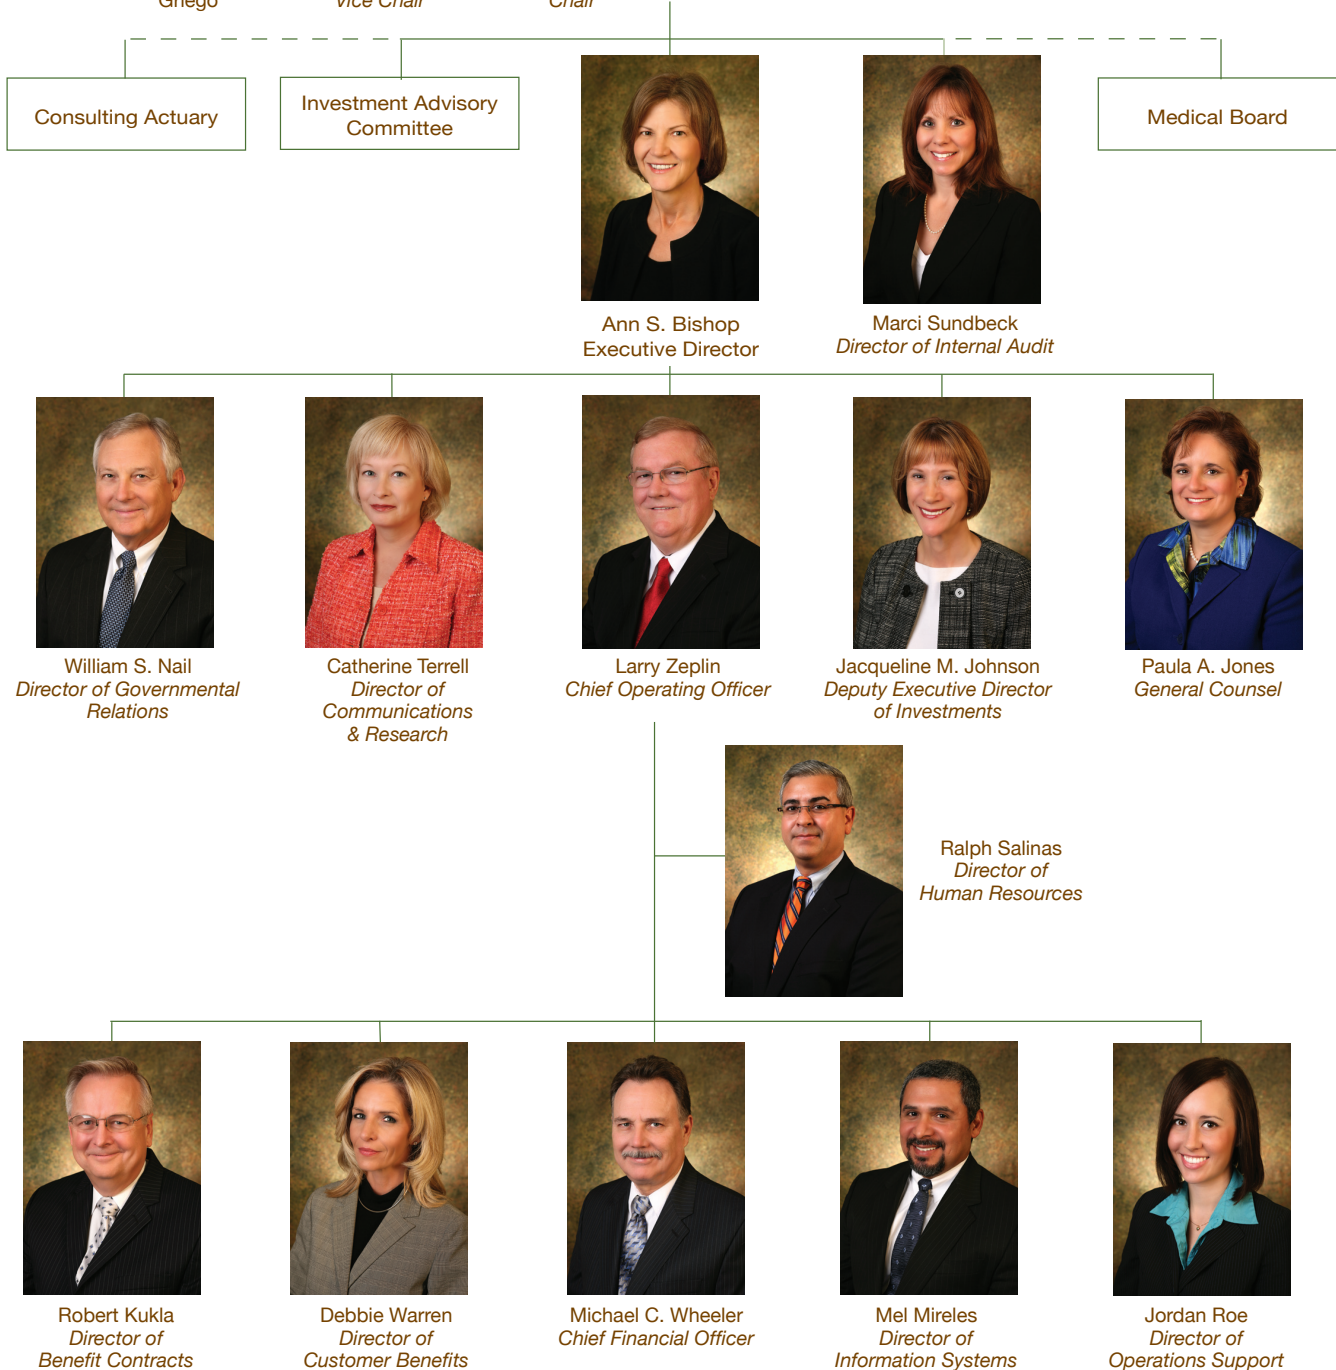 Griego
Vice Chair
Chair
Consulting Actuary
Investment Advisory
Committee
Medical Board
Ann S. Bishop
Executive Director
Marci Sundbeck
Director of Internal Audit
William S. Nail
Director of Governmental
Relations
Catherine Terrell
Director of
Communications
& Research
Larry Zeplin
Chief Operating Officer
Jacqueline M. Johnson
Deputy Executive Director
of Investments
Paula A. Jones
General Counsel
Ralph Salinas
Director of
Human Resources
Robert Kukla
Director of
Benefit Contracts
Debbie Warren
Director of
Customer Benefits
Michael C. Wheeler
Chief Financial Officer
Mel Mireles
Director of
Information Systems
Jordan Roe
Director of
Operations Support